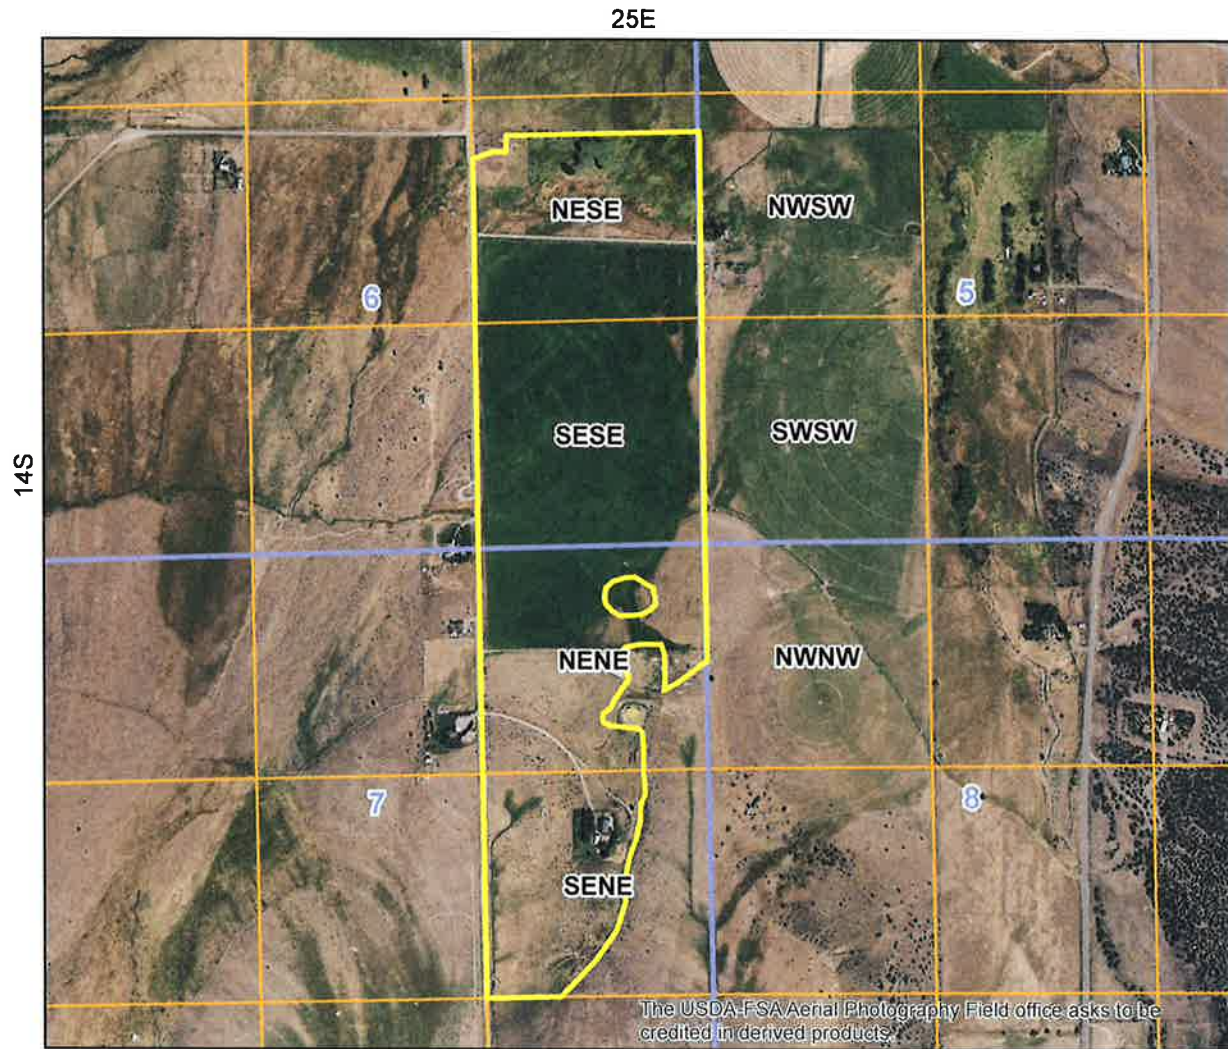 25E
14S
NESE
NWSW
6
5
SESE
SWSW
NENE
NWNW
7
8
SENE
The USDA-FSA Aerial Photography Field office asks to be
credited in derived products.